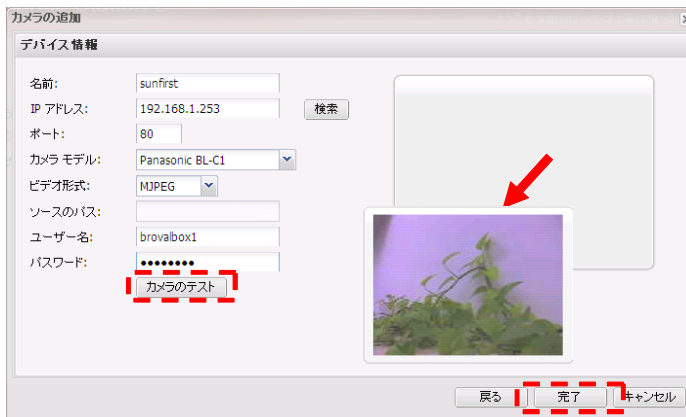 カメラの追加
デバイス情報
名前: sunfirst
IP アドレス: 192.168.1.253 検索
ポート: 80
カメラ モデル: Panasonic BL-C1
ビデオ形式: MJPEG
ソースのパス:
ユーザー名: brovalbox1
パスワード: ●●●●●●●●
カメラのテスト
戻る 完了 キャンセル